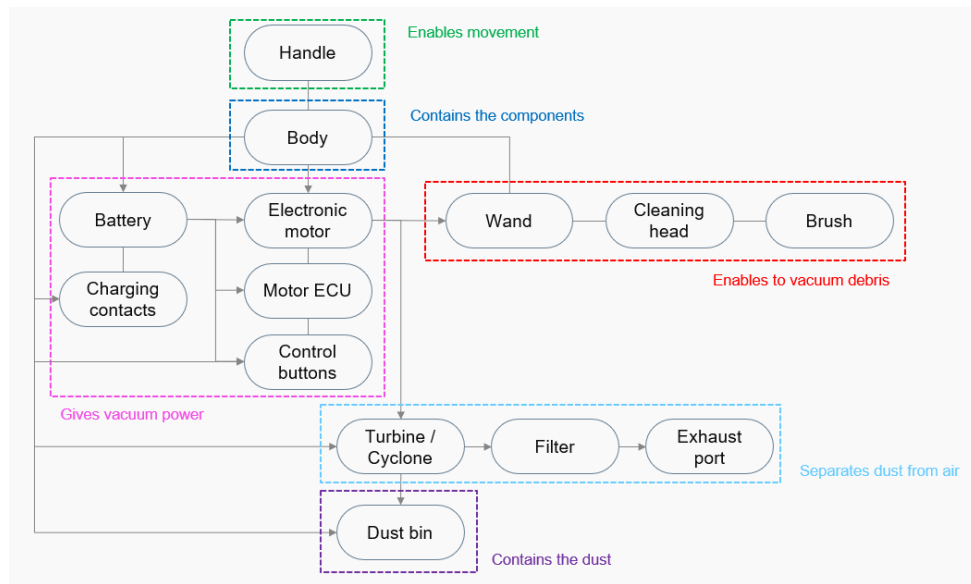 Enables movement
Handle
Contains the components
Body
Battery
Electronic
motor
Wand
Cleaning
head
Brush
Charging
contacts
Motor ECU
Enables to vacuum debris
Control
buttons
Gives vacuum power
Turbine /
Cyclone
Filter
Exhaust
port
Separates dust from air
Dust bin
Contains the dust